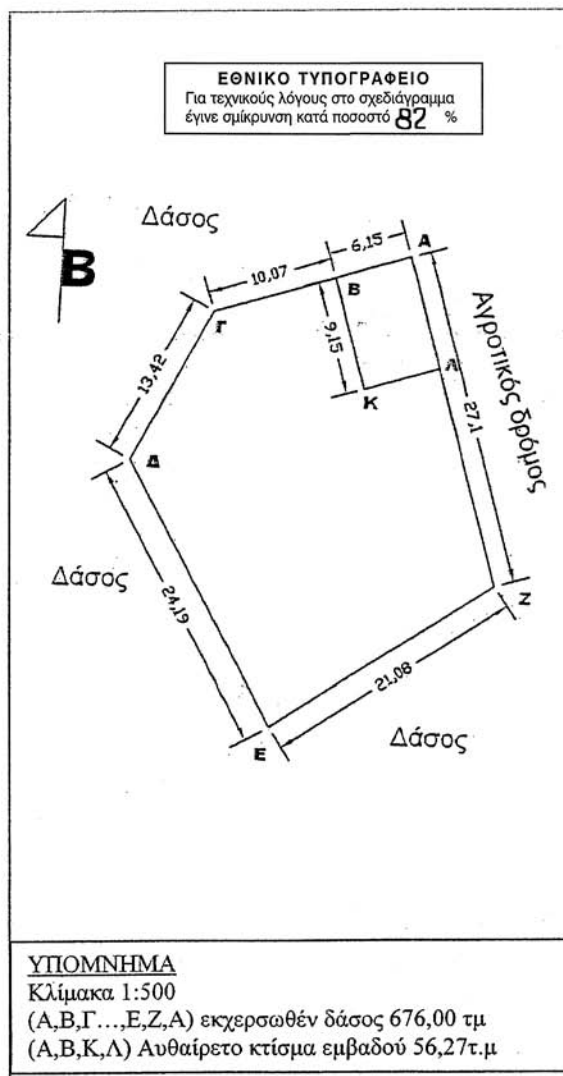 ΕΘΝΙΚΟ ΤΥΠΟΓΡΑΦΕΙΟ
Για τεχνικούς λόγους στο σχεδιάγραμμα
έγινε σμίκρυνση κατά ποσοστό 82 %
Δάσος
Β
6,15
Α
10,07
Β
Γ
9,15
Αγροτικός δρόμος
13,42
Λ
Κ
27,1
Δ
Δάσος
24,19
Ζ
21,08
Δάσος
Ε
ΥΠΟΜΝΗΜΑ
Κλίμακα 1:500
(Α,Β,Γ...,Ε,Ζ,Α) εκχερσωθέν δάσος 676,00 τμ
(Α,Β,Κ,Λ) Αυθαίρετο κτίσμα εμβαδού 56,27τ.μ